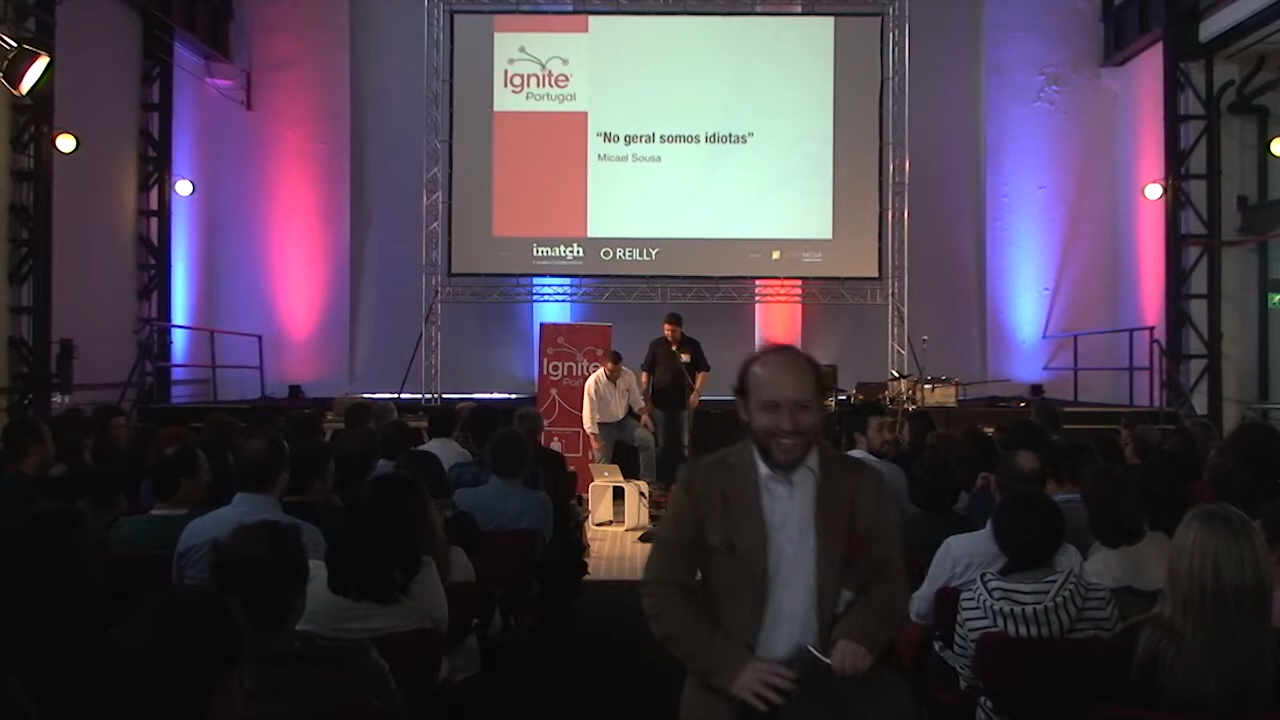 Ignite
Portugal
“No geral somos idiotas”
Micael Sousa
imatch
O REILLY
Ignite